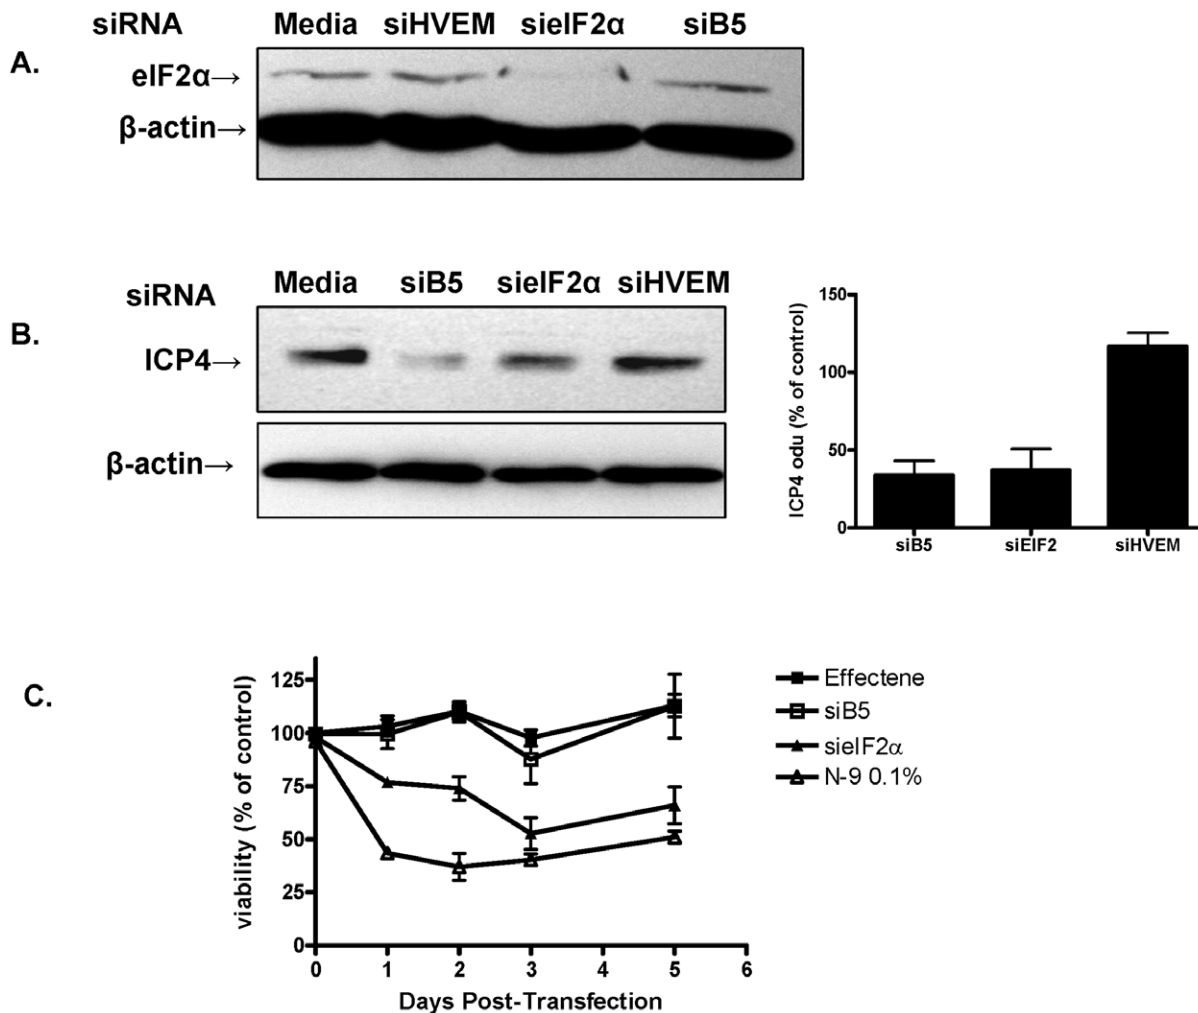 siRNA Media siHVEM sieIF2α siB5
A.
eIF2α→
β-actin→
Media siB5 sieIF2α siHVEM
siRNA
B.
ICP4→
β-actin→
150
100
50
0
ICP4 odu (% of control)
siB5 siEIF2 siHVEM
C.
125
100
75
50
25
0
viability (% of control)
0 1 2 3 4 5 6
Days Post-Transfection
Effectene
siB5
sieIF2α
N-9 0.1%